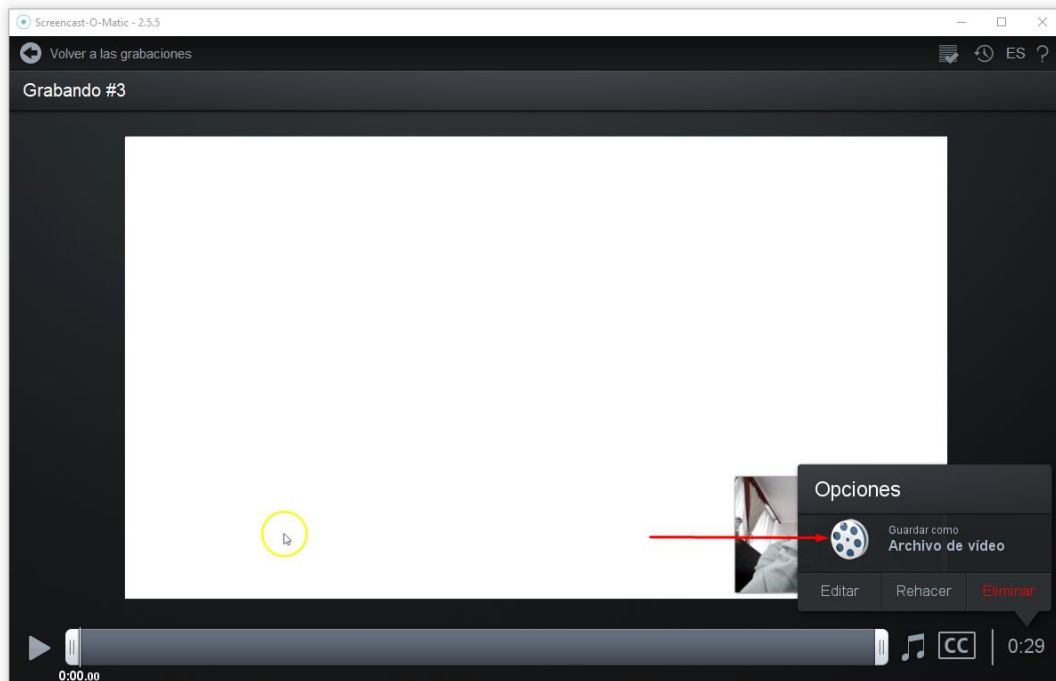 Screencast-O-Matic - 2.5.5
Volver a las grabaciones
ES ?
Grabando #3
Opciones
Guardar como
Archivo de vídeo
Editar Rehacer Eliminar
CC 0:29
0:00.00